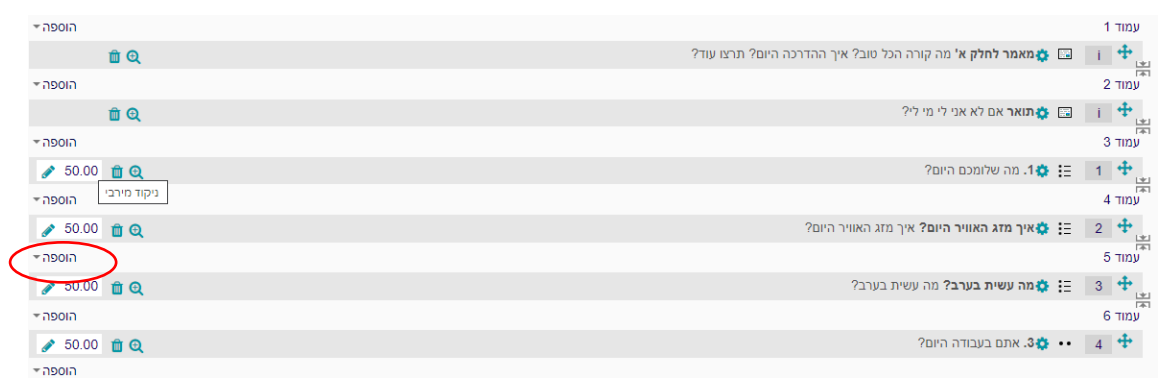 עמוד 1 הוספה
i מאמר לחלק א' מה קורה הכל טוב? איך ההדרכה היום? תרצו עוד?
עמוד 2 הוספה
i תואר אם לא אני לי מי לי?
עמוד 3 הוספה
1 1. מה שלומכם היום? 50.00
ניקוד מירבי
עמוד 4 הוספה
2 איך מזג האוויר היום? איך מזג האוויר היום? 50.00
עמוד 5 הוספה
3 מה עשית בערב? מה עשית בערב? 50.00
עמוד 6 הוספה
4 3. אתם בעבודה היום? 50.00
הוספה